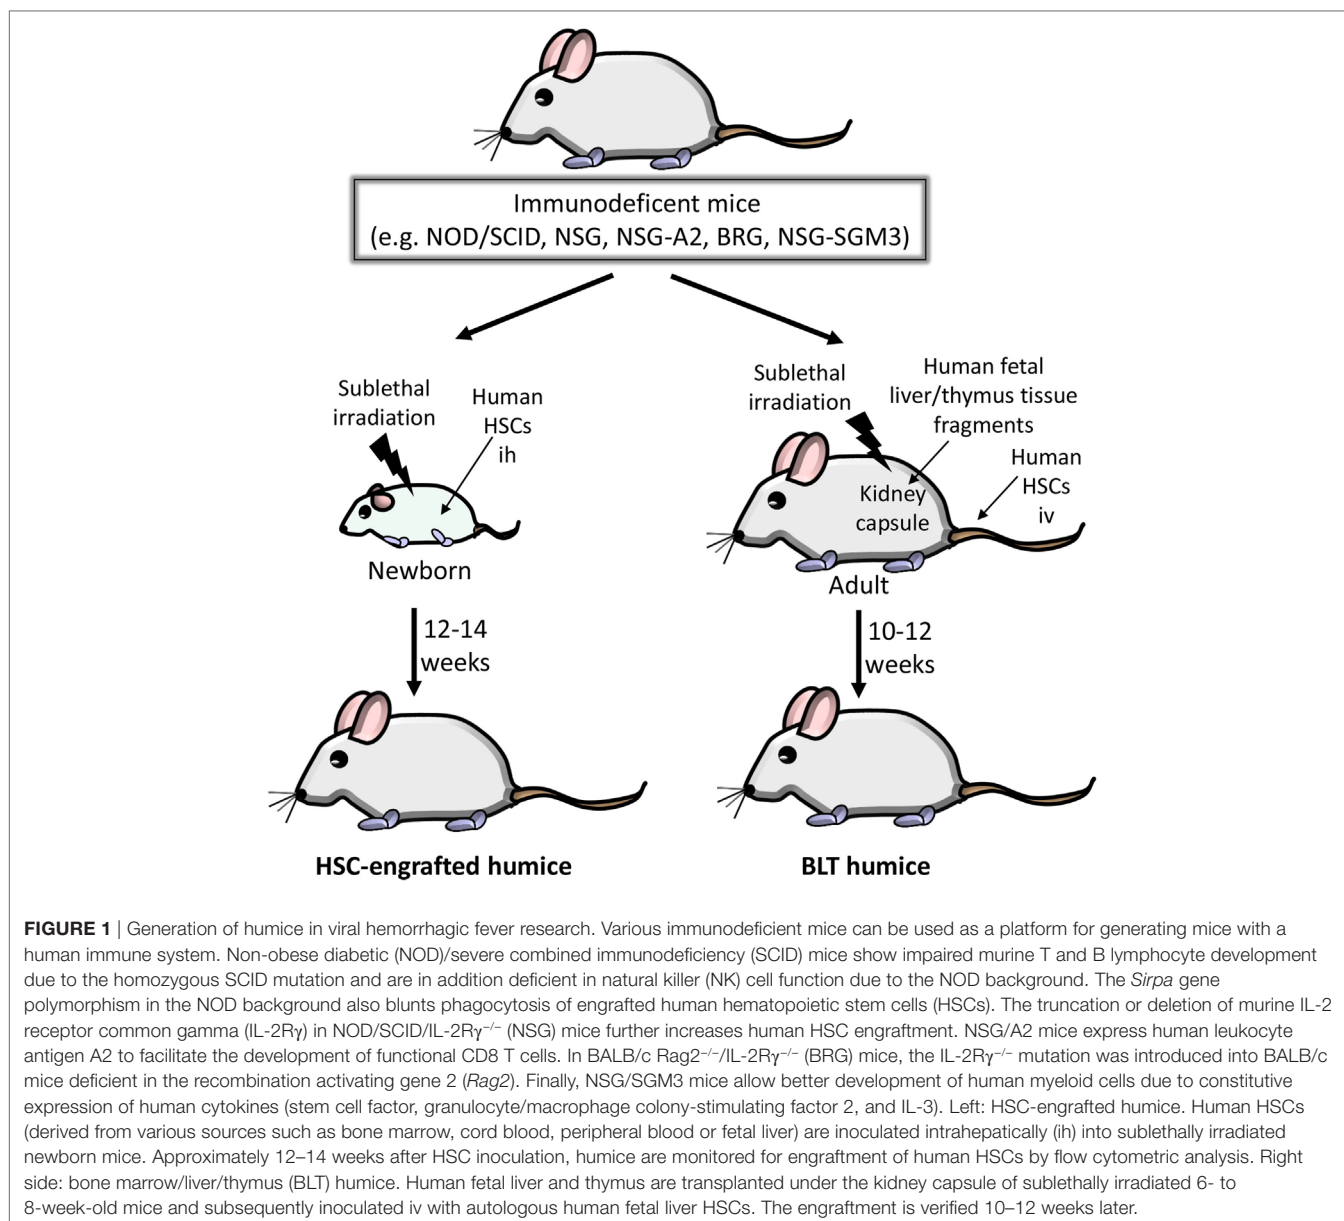 Immunodeficent mice
(e.g. NOD/SCID, NSG, NSG-A2, BRG, NSG-SGM3)
Sublethal
irradiation
Human
HSCs
ih
Newborn
12-14
weeks
HSC-engrafted humice
Sublethal
irradiation
Human fetal
liver/thymus tissue
fragments
Human
HSCs
iv
Kidney
capsule
Adult
10-12
weeks
BLT humice
FIGURE 1 | Generation of humice in viral hemorrhagic fever research. Various immunodeficient mice can be used as a platform for generating mice with a
human immune system. Non-obese diabetic (NOD)/severe combined immunodeficiency (SCID) mice show impaired murine T and B lymphocyte development
due to the homozygous SCID mutation and are in addition deficient in natural killer (NK) cell function due to the NOD background. The Sirpa gene
polymorphism in the NOD background also blunts phagocytosis of engrafted human hematopoietic stem cells (HSCs). The truncation or deletion of murine IL-2
receptor common gamma (IL-2Rγ) in NOD/SCID/IL-2Rγ−/− (NSG) mice further increases human HSC engraftment. NSG/A2 mice express human leukocyte
antigen A2 to facilitate the development of functional CD8 T cells. In BALB/c Rag2−/−/IL-2Rγ−/− (BRG) mice, the IL-2Rγ−/− mutation was introduced into BALB/c
mice deficient in the recombination activating gene 2 (Rag2). Finally, NSG/SGM3 mice allow better development of human myeloid cells due to constitutive
expression of human cytokines (stem cell factor, granulocyte/macrophage colony-stimulating factor 2, and IL-3). Left: HSC-engrafted humice. Human HSCs
(derived from various sources such as bone marrow, cord blood, peripheral blood or fetal liver) are inoculated intrahepatically (ih) into sublethally irradiated
newborn mice. Approximately 12–14 weeks after HSC inoculation, humice are monitored for engraftment of human HSCs by flow cytometric analysis. Right
side: bone marrow/liver/thymus (BLT) humice. Human fetal liver and thymus are transplanted under the kidney capsule of sublethally irradiated 6- to
8-week-old mice and subsequently inoculated iv with autologous human fetal liver HSCs. The engraftment is verified 10–12 weeks later.